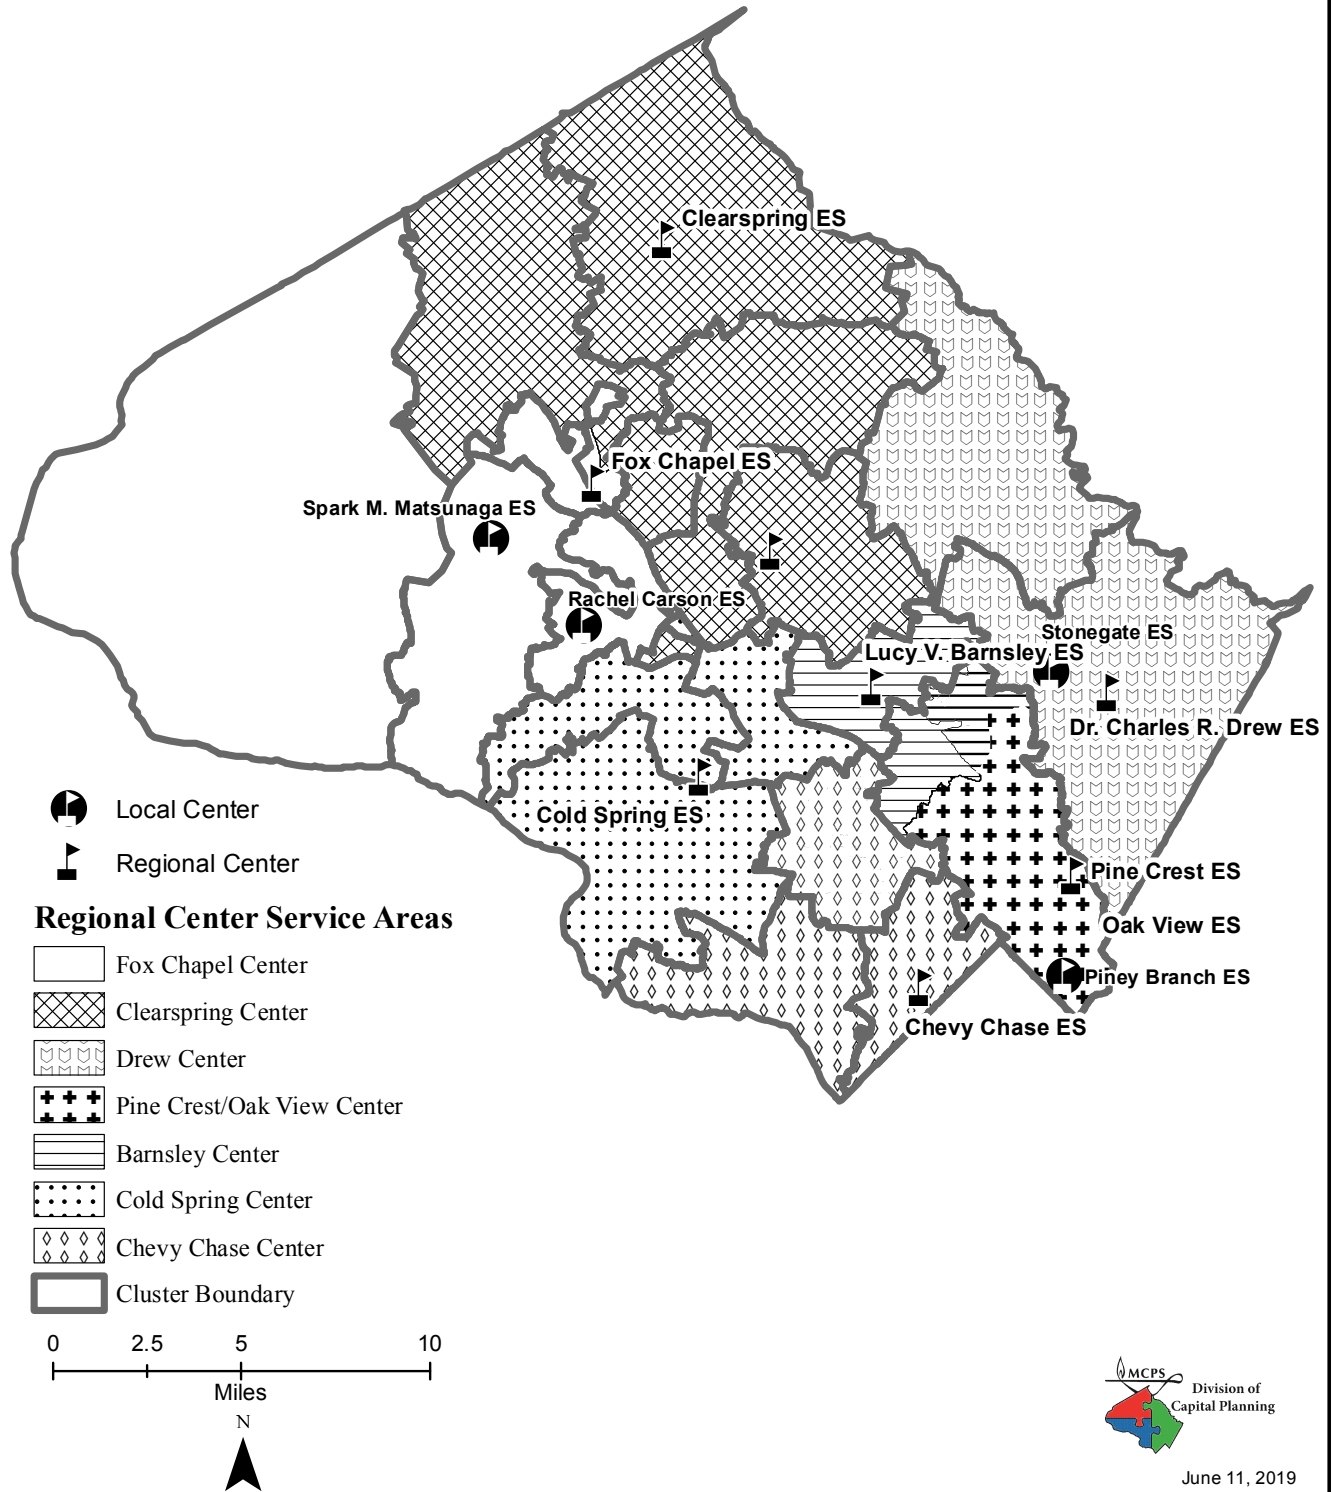 Clearspring ES
Fox Chapel ES
Spark M. Matsunaga ES
Rachel Carson ES
Stonegate ES
Lucy V. Barnsley ES
Dr. Charles R. Drew ES
Cold Spring ES
Pine Crest ES
Oak View ES
Piney Branch ES
Chevy Chase ES
Local Center
Regional Center
Regional Center Service Areas
Fox Chapel Center
Clearspring Center
Drew Center
Pine Crest/Oak View Center
Barnsley Center
Cold Spring Center
Chevy Chase Center
Cluster Boundary
0 2.5 5 10
Miles
N
MCPS
Division of
Capital Planning
June 11, 2019